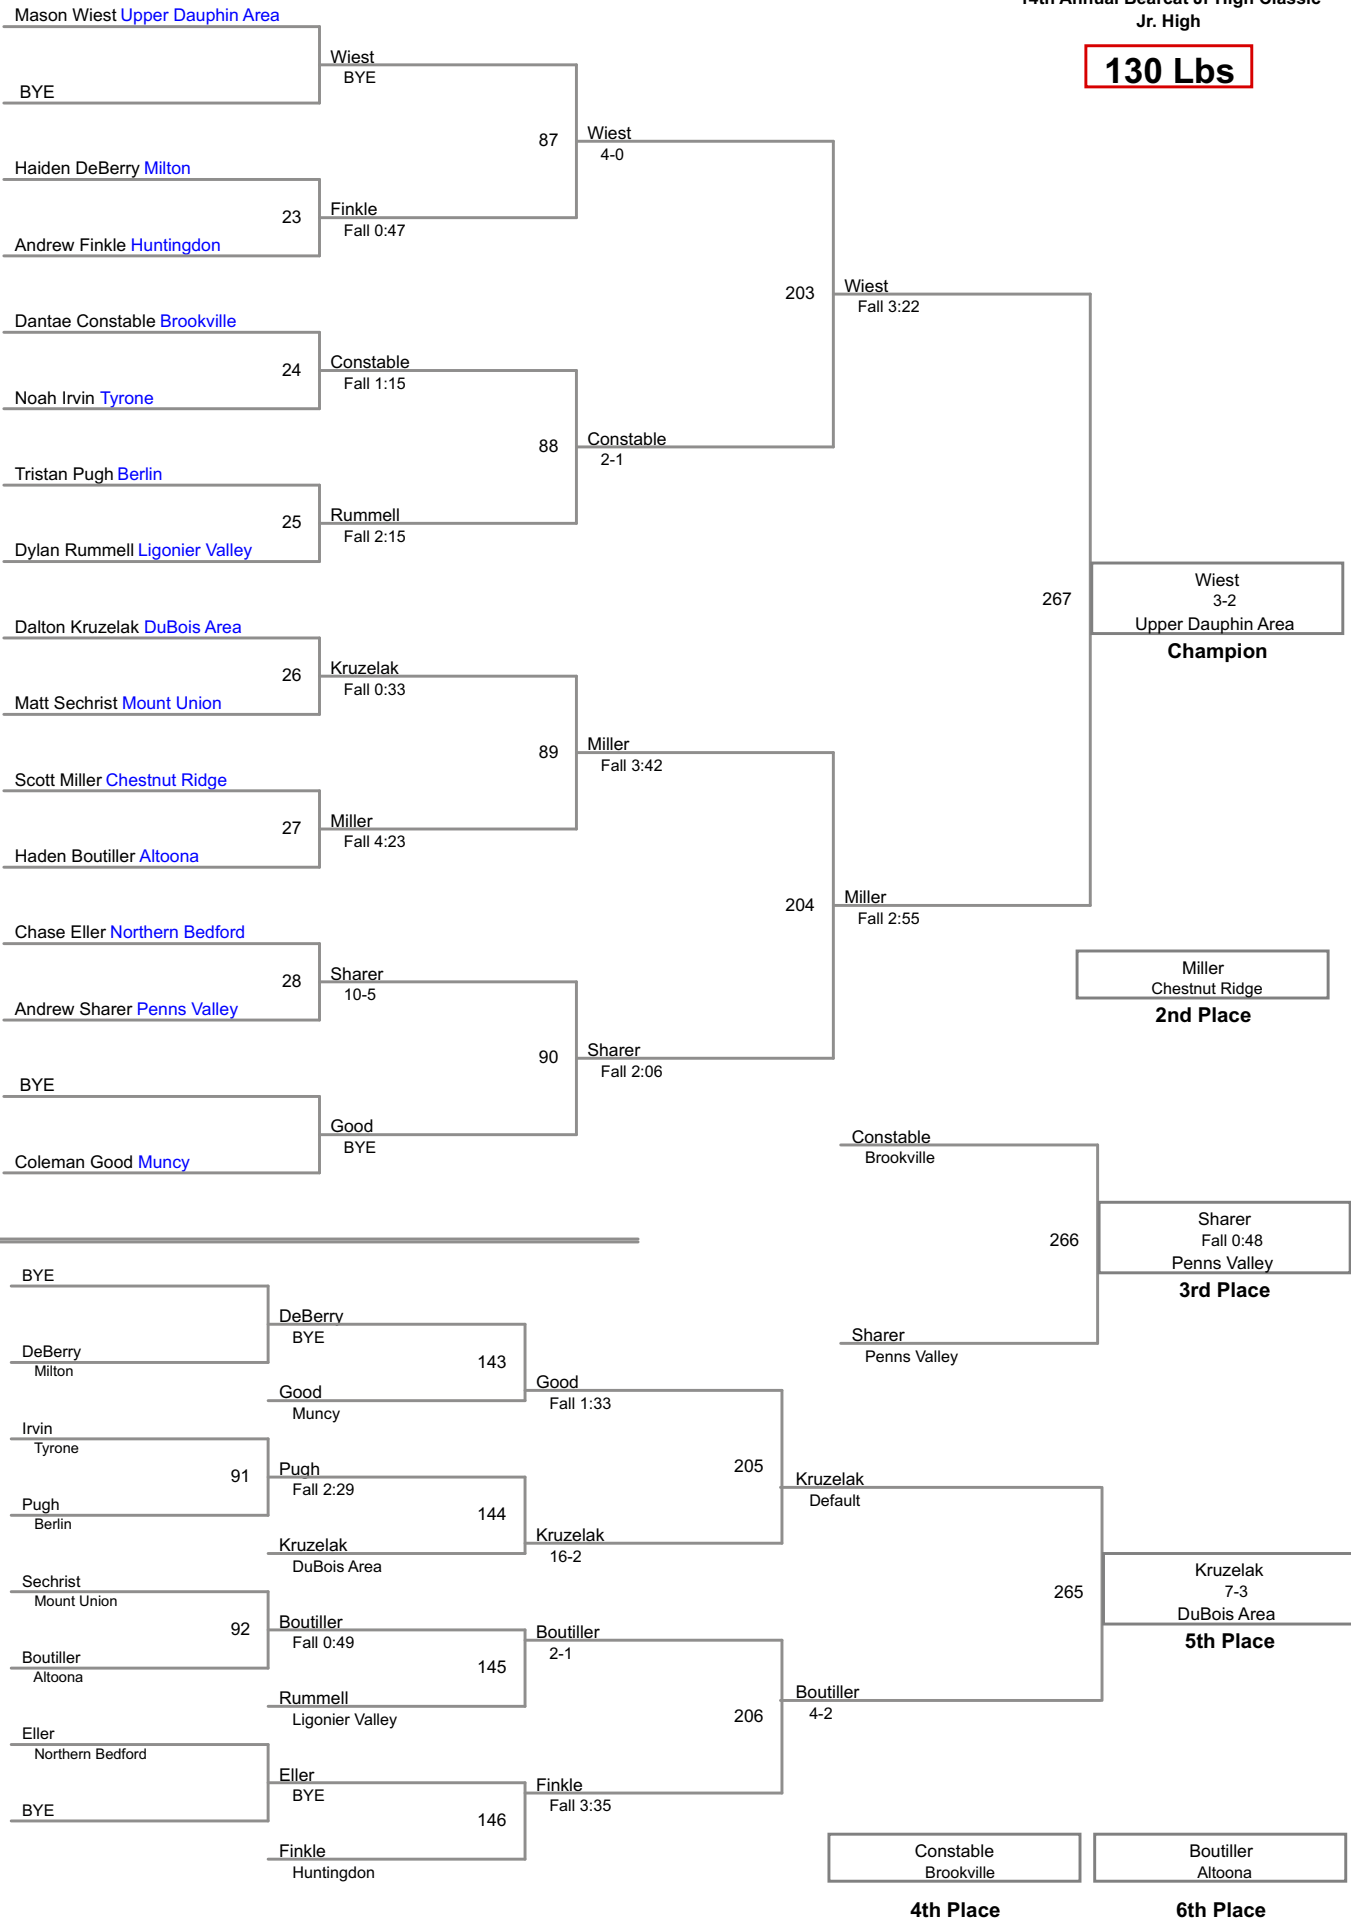 14th Annual Bearcat Jr High Classic
Jr. High
130 Lbs
Mason Wiest Upper Dauphin Area
BYE
Wiest
BYE
Haiden DeBerry Milton
23
Andrew Finkle Huntingdon
Finkle
Fall 0:47
87
Wiest
4-0
Dantae Constable Brookville
24
Noah Irvin Tyrone
Constable
Fall 1:15
Tristan Pugh Berlin
25
Dylan Rummell Ligonier Valley
Rummell
Fall 2:15
88
Constable
2-1
203
Wiest
Fall 3:22
Dalton Kruzelak DuBois Area
26
Matt Sechrist Mount Union
Kruzelak
Fall 0:33
Scott Miller Chestnut Ridge
27
Haden Boutiller Altoona
Miller
Fall 4:23
89
Miller
Fall 3:42
Chase Eller Northern Bedford
28
Andrew Sharer Penns Valley
Sharer
10-5
BYE
Coleman Good Muncy
Good
BYE
90
Sharer
Fall 2:06
204
Miller
Fall 2:55
267
Wiest
3-2
Upper Dauphin Area
Champion
Miller
Chestnut Ridge
2nd Place
Constable
Brookville
266
Sharer
Penns Valley
Sharer
Fall 0:48
Penns Valley
3rd Place
BYE
DeBerry
Milton
DeBerry
BYE
143
Good
Muncy
Good
Fall 1:33
Irvin
Tyrone
91
Pugh
Berlin
Pugh
Fall 2:29
144
Kruzelak
DuBois Area
Kruzelak
16-2
205
Kruzelak
Default
Sechrist
Mount Union
92
Boutiller
Altoona
Boutiller
Fall 0:49
145
Rummell
Ligonier Valley
Boutiller
2-1
Eller
Northern Bedford
BYE
Eller
BYE
146
Finkle
Huntingdon
Finkle
Fall 3:35
206
Boutiller
4-2
265
Kruzelak
7-3
DuBois Area
5th Place
Constable
Brookville
4th Place
Boutiller
Altoona
6th Place